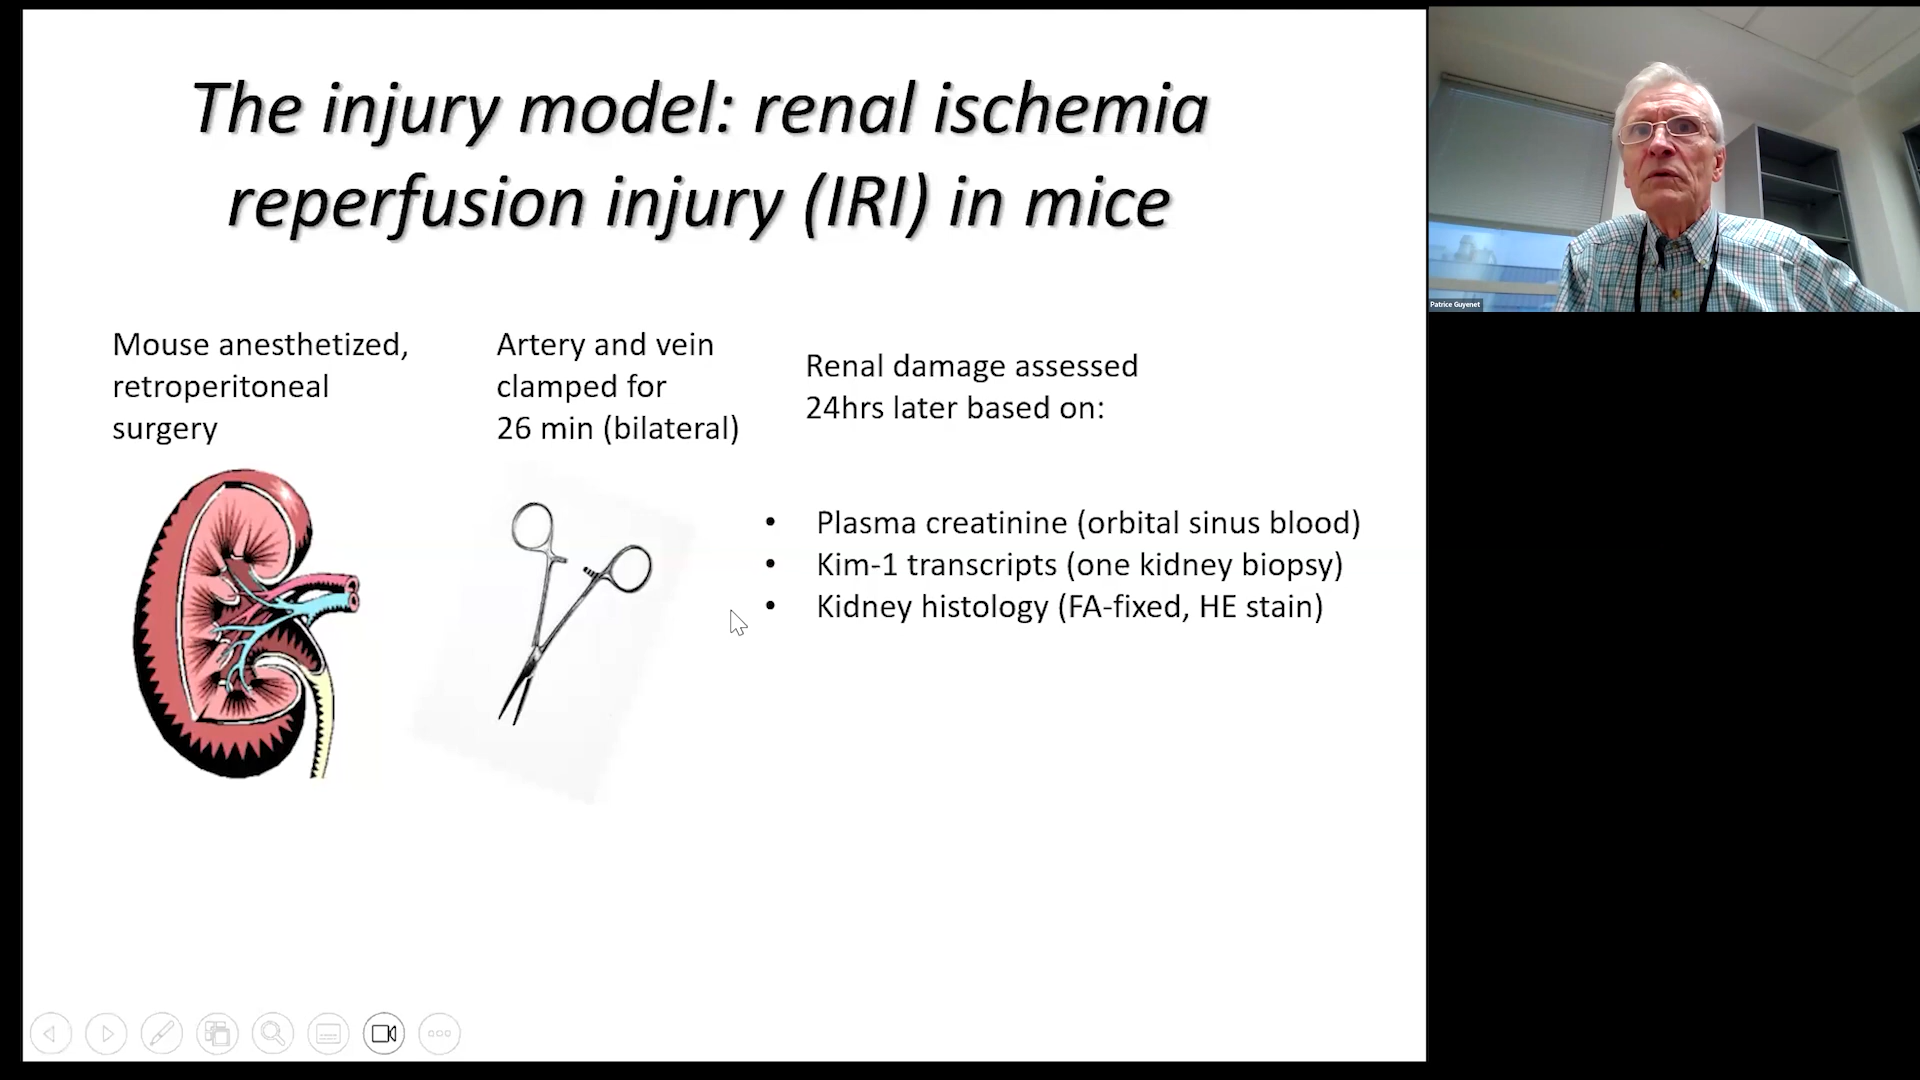 The injury model: renal ischemia
reperfusion injury (IRI) in mice
Mouse anesthetized,
retroperitoneal
surgery
Artery and vein
clamped for
26 min (bilateral)
Renal damage assessed
24hrs later based on:
• Plasma creatinine (orbital sinus blood)
• Kim-1 transcripts (one kidney biopsy)
• Kidney histology (FA-fixed, HE stain)
Patrice Guyenet